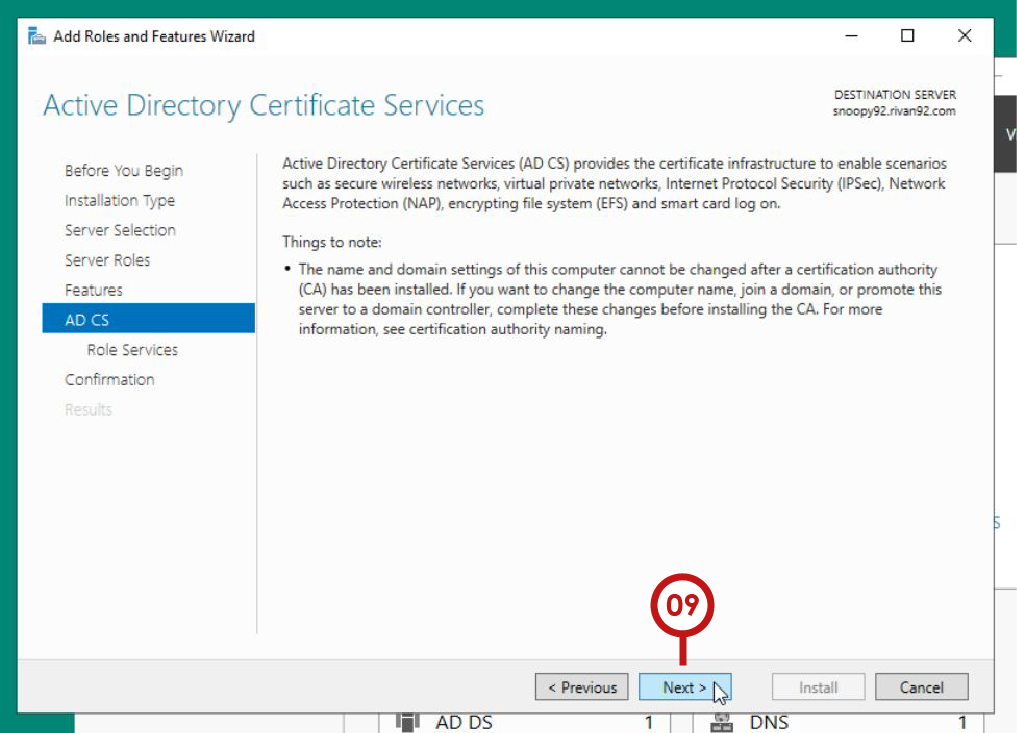 Add Roles and Features Wizard
Active Directory Certificate Services
DESTINATION SERVER
snoopy92.rivan92.com
Before You Begin
Installation Type
Server Selection
Server Roles
Features
AD CS
Role Services
Confirmation
Results
Active Directory Certificate Services (AD CS) provides the certificate infrastructure to enable scenarios
such as secure wireless networks, virtual private networks, Internet Protocol Security (IPSec), Network
Access Protection (NAP), encrypting file system (EFS) and smart card log on.
Things to note:
• The name and domain settings of this computer cannot be changed after a certification authority
(CA) has been installed. If you want to change the computer name, join a domain, or promote this
server to a domain controller, complete these changes before installing the CA. For more
information, see certification authority naming.
09
< Previous
Next >
Install
Cancel
AD DS 1
DNS 1